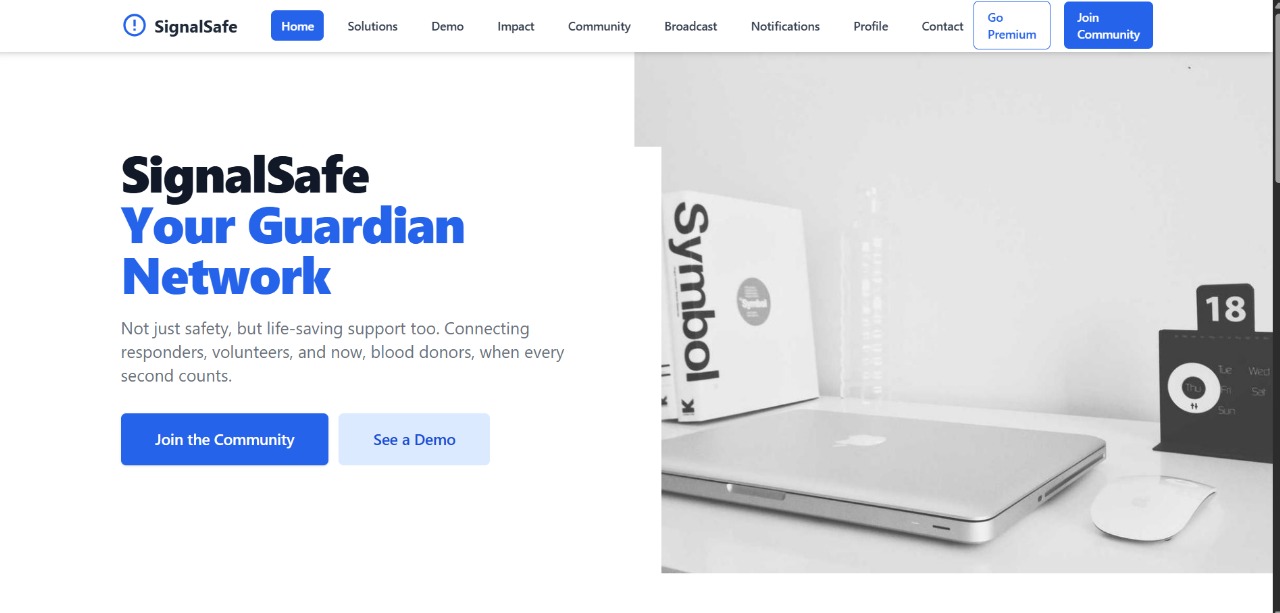 SignalSafe
Home
Solutions
Demo
Impact
Community
Broadcast
Notifications
Profile
Contact
Go
Premium
Join
Community
SignalSafe
Your Guardian
Network
Not just safety, but life-saving support too. Connecting
responders, volunteers, and now, blood donors, when every
second counts.
Join the Community
See a Demo
Symbol
Symbol
K
K
18
Tue
Wed
Thu
Fri
Sat
Sun